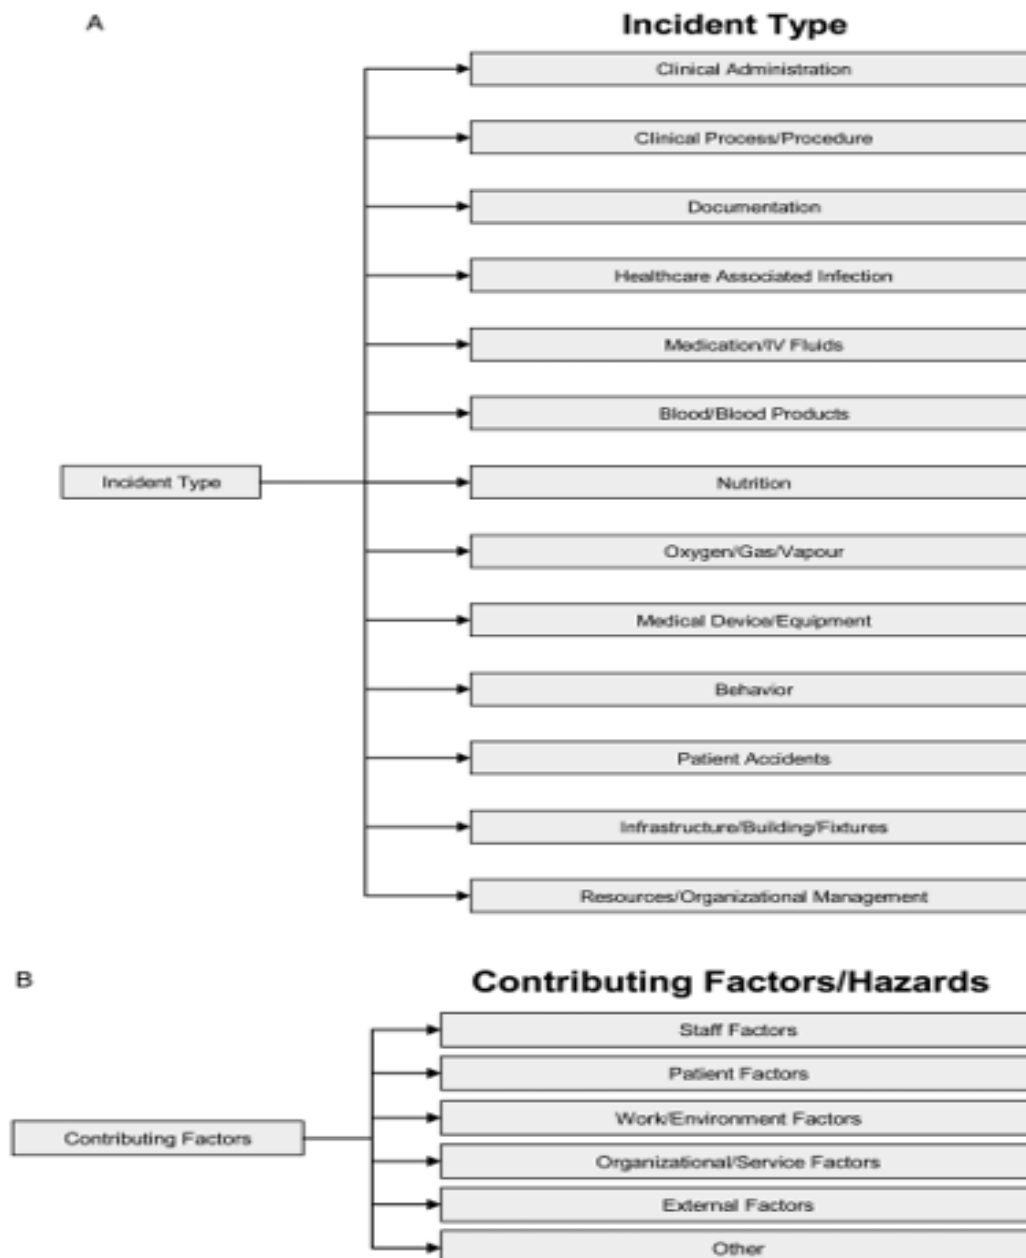 A
Incident Type
Clinical Administration
Clinical Process/Procedure
Documentation
Healthcare Associated Infection
Medication/IV Fluids
Blood/Blood Products
Incident Type
Nutrition
Oxygen/Gas/Vapour
Medical Device/Equipment
Behavior
Patient Accidents
Infrastructure/Building/Fixtures
Resources/Organizational Management
B
Contributing Factors/Hazards
Staff Factors
Patient Factors
Work/Environment Factors
Contributing Factors
Organizational/Service Factors
External Factors
Other